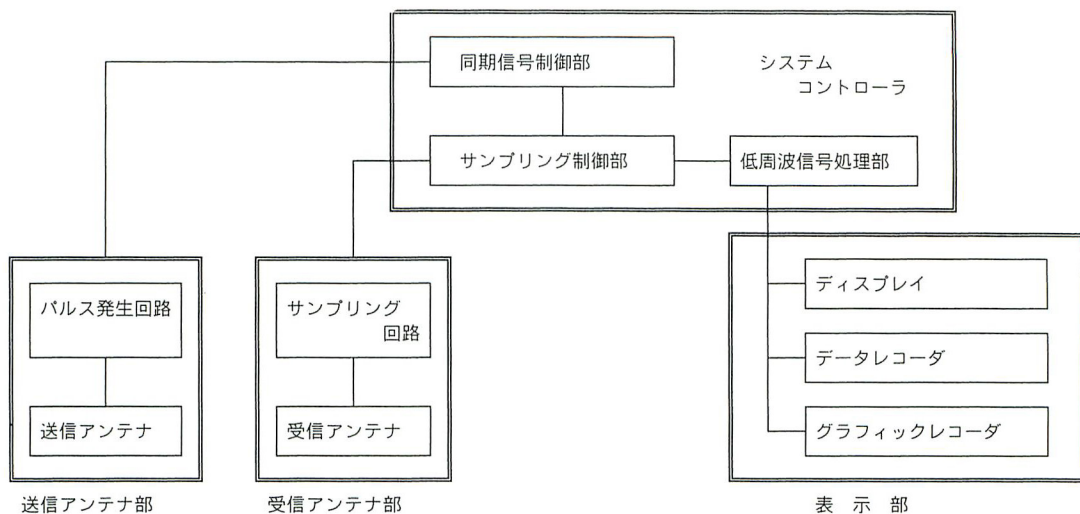 同期信号制御部
システム
コントローラ
サンプリング制御部
低周波信号処理部
パルス発生回路
サンプリング
回路
ディスプレイ
データレコーダ
送信アンテナ
受信アンテナ
グラフィックレコーダ
送信アンテナ部
受信アンテナ部
表 示 部